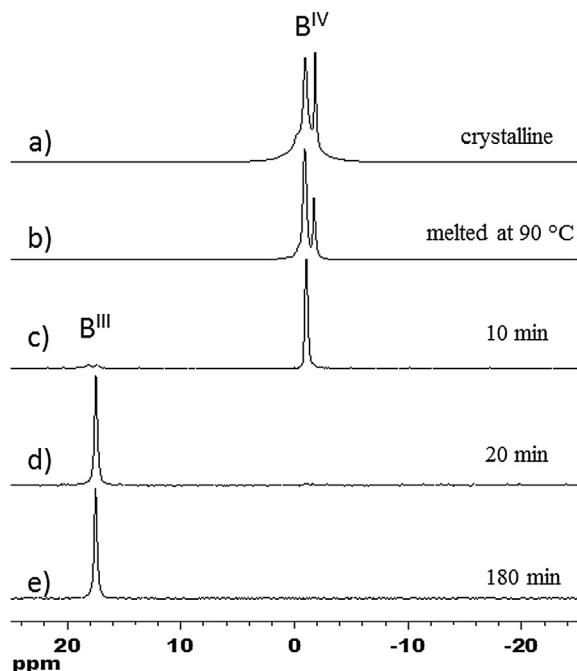 B^IV
a)
crystalline
b)
melted at 90 °C
B^III
c)
10 min
d)
20 min
e)
180 min
20 10 0 -10 -20
ppm